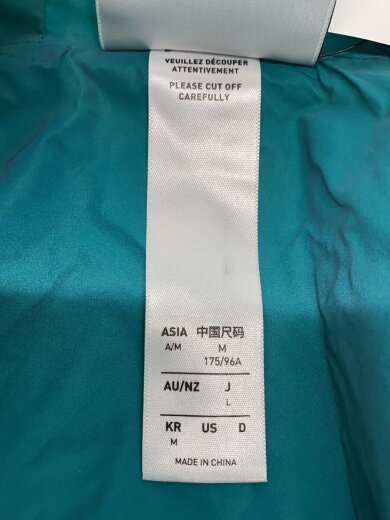 VEUILLEZ DÉCOUPER
ATTENTIVEMENT
PLEASE CUT OFF
CAREFULLY
ASIA 中国尺码
A/M M
175/96A
AU/NZ J
L
KR US D
M
MADE IN CHINA